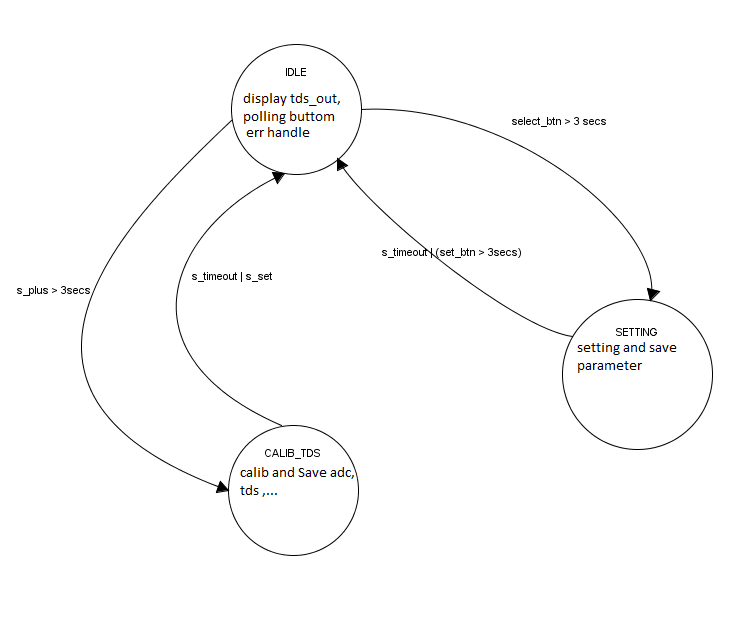 IDLE
display tds_out,
polling buttom
err handle
select_btn > 3 secs
s_timeout | (set_btn > 3secs)
s_timeout | s_set
s_plus > 3secs
SETTING
setting and save
parameter
CALIB_TDS
calib and Save adc,
tds ,...